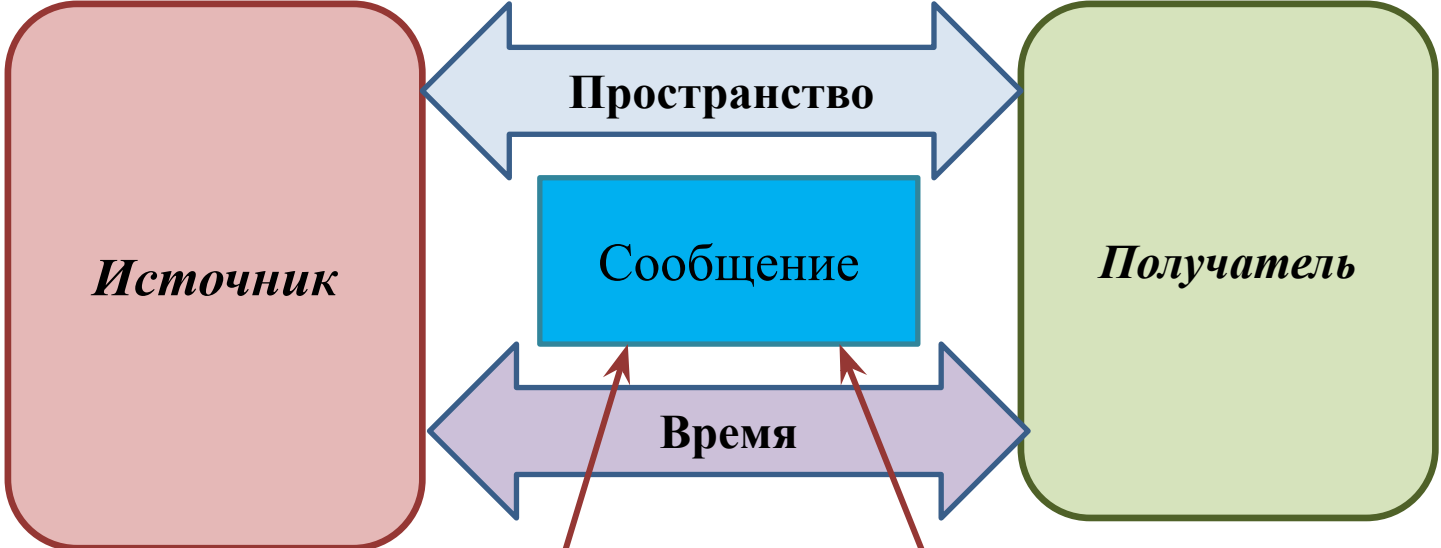 Пространство
Источник
Сообщение
Получатель
Время